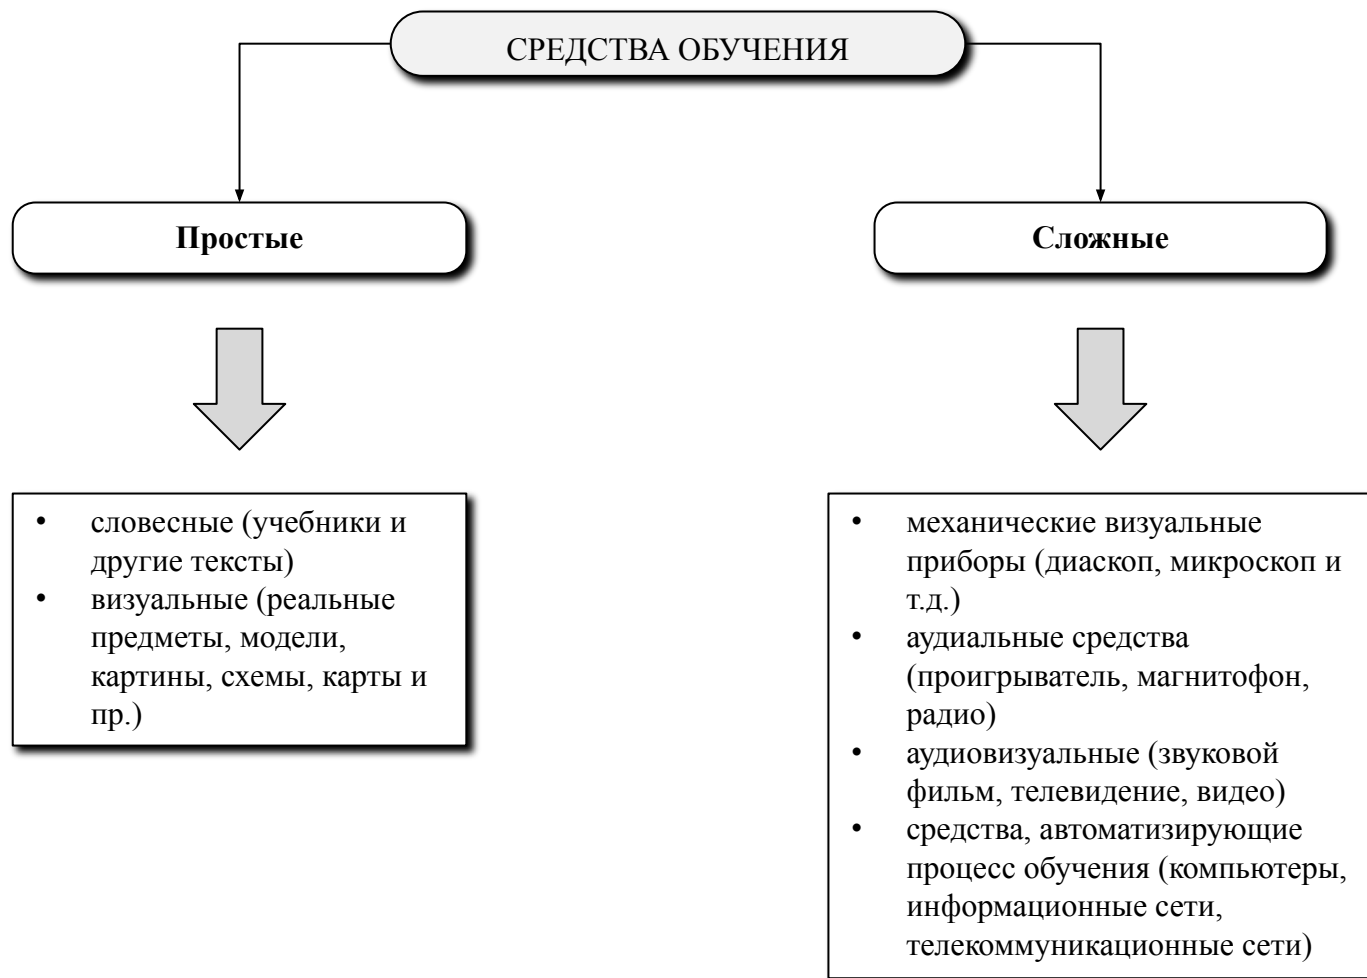 СРЕДСТВА ОБУЧЕНИЯ
Простые
Сложные
• словесные (учебники и
другие тексты)
• визуальные (реальные
предметы, модели,
картины, схемы, карты и
пр.)
• механические визуальные
приборы (диаскоп, микроскоп и
т.д.)
• аудиальные средства
(проигрыватель, магнитофон,
радио)
• аудиовизуальные (звуковой
фильм, телевидение, видео)
• средства, автоматизирующие
процесс обучения (компьютеры,
информационные сети,
телекоммуникационные сети)